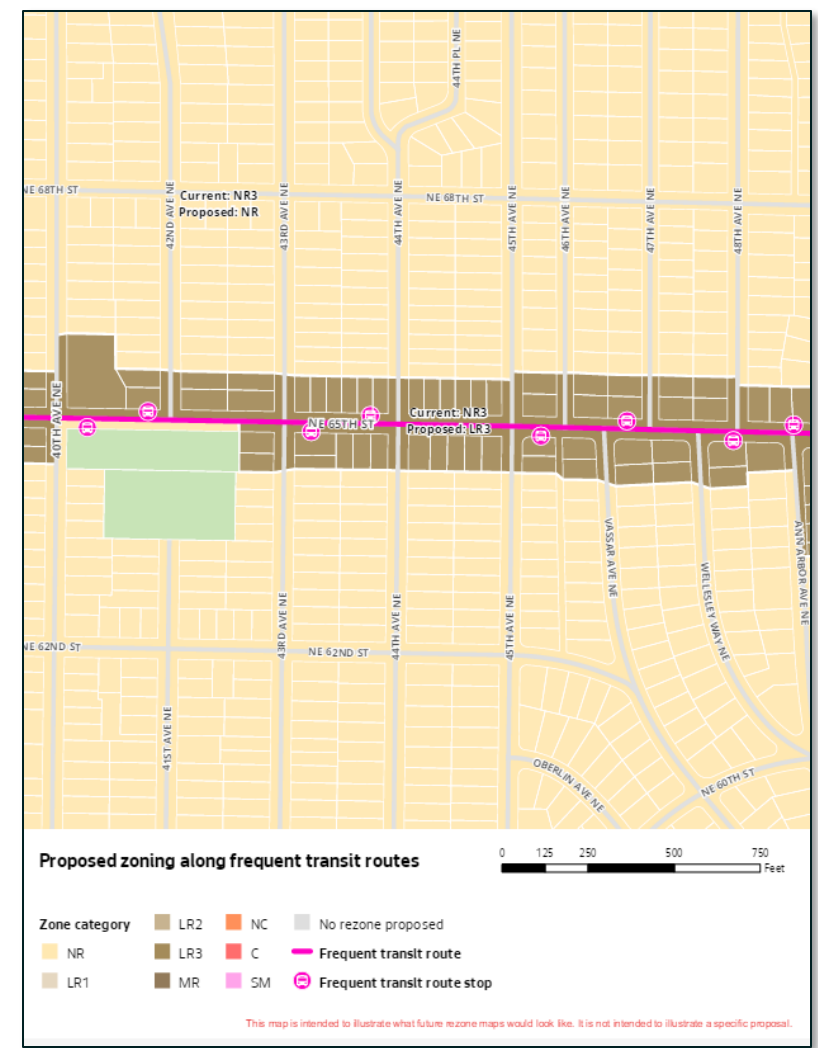 44TH PL NE
NE 68TH ST
42ND AVE NE
Current: NR3
Proposed: NR
43RD AVE NE
44TH AVE NE
NE 68TH ST
45TH AVE NE
46TH AVE NE
47TH AVE NE
48TH AVE NE
40TH AVE NE
NE 65TH ST
Current: NR3
Proposed: LR3
VASSAR AVE NE
WELLESLEY WAY NE
ANN ARBOR AVE NE
NE 62ND ST
43RD AVE NE
NE 62ND ST
44TH AVE NE
45TH AVE NE
41ST AVE NE
OBERLIN AVE NE
NE 60TH ST
Proposed zoning along frequent transit routes
0 125 250 500 750
Feet
Zone category
NR
LR1
LR2
LR3
MR
NC
C
SM
No rezone proposed
Frequent transit route
Frequent transit route stop
This map is intended to illustrate what future rezone maps would look like. It is not intended to illustrate a specific proposal.